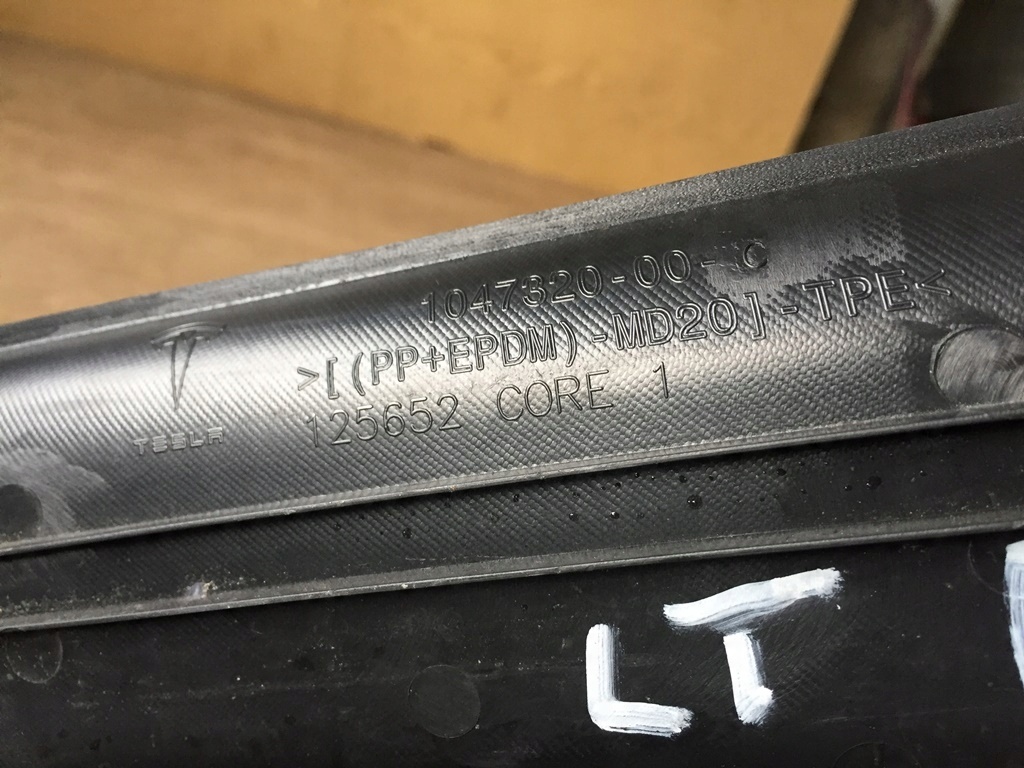 1047320-00-C
>[(PP+EPDM)-MD20]-TPE<
125652 CORE 1
TESLA
LT